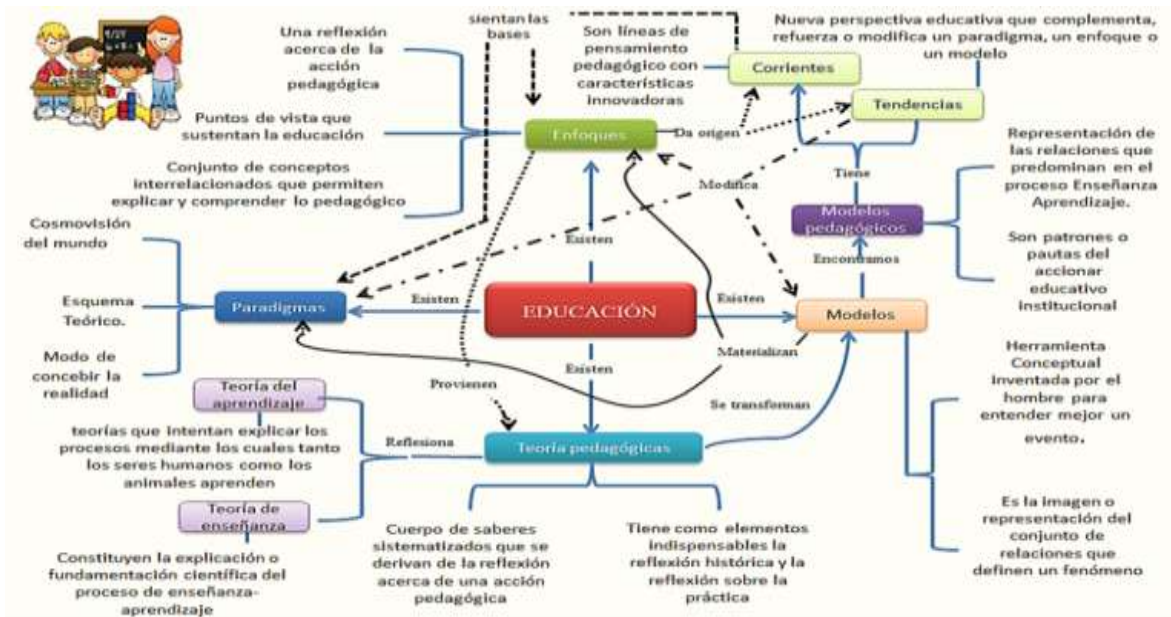 sientan las
bases
Una reflexión
acerca de la
acción
pedagógica
Puntos de vista que
sustentan la educación
Conjunto de conceptos
interrelacionados que permiten
explicar y comprender lo pedagógico
Son líneas de
pensamiento
pedagógico con
características
innovadoras
Corrientes
Nueva perspectiva educativa que complementa,
refuerza o modifica un paradigma, un enfoque o
un modelo
Tendencias
Enfoques
Da origen
Modifica
Tiene
Representación de
las relaciones que
predominan en el
proceso Enseñanza
Aprendizaje.
Modelos
pedagógicos
Son patrones o
pautas del
accionar
educativo
institucional
Encontramos
Cosmovisión
del mundo
Esquema
Teórico.
Modo de
concebir la
realidad
Paradigmas
Existen
Existen
EDUCACIÓN
Existen
Existen
Modelos
Materializan
Provienen
Se transforman
Herramienta
Conceptual
Inventada por el
hombre para
entender mejor un
evento.
Es la imagen o
representación del
conjunto de
relaciones que
definen un fenómeno
Teoría del
aprendizaje
teorías que intentan explicar los
procesos mediante los cuales tanto
los seres humanos como los
animales aprenden
Reflesiona
Teoría pedagógicas
Teoría de
enseñanza
Constituyen la explicación o
fundamentación científica del
proceso de enseñanza-
aprendizaje
Cuerpo de saberes
sistematizados que se
derivan de la reflexión
acerca de una acción
pedagógica
Tiene como elementos
indispensables la
reflexión histórica y la
reflexión sobre la
práctica